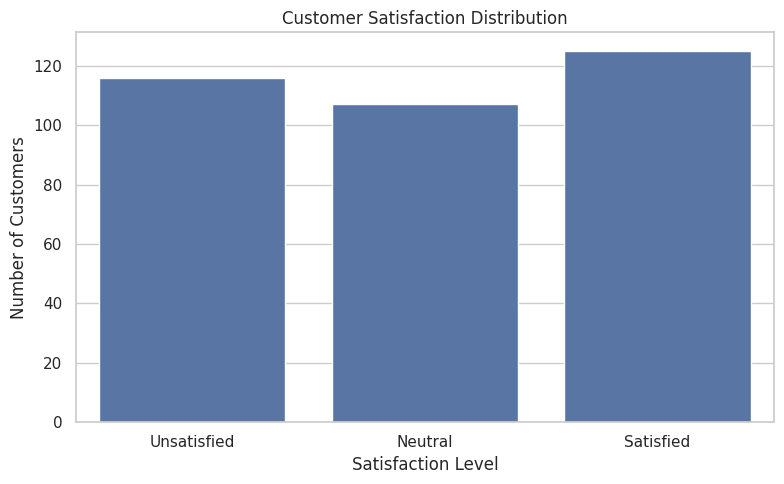 Customer Satisfaction Distribution
120
100
80
60
40
20
0
Number of Customers
Unsatisfied Neutral Satisfied
Satisfaction Level